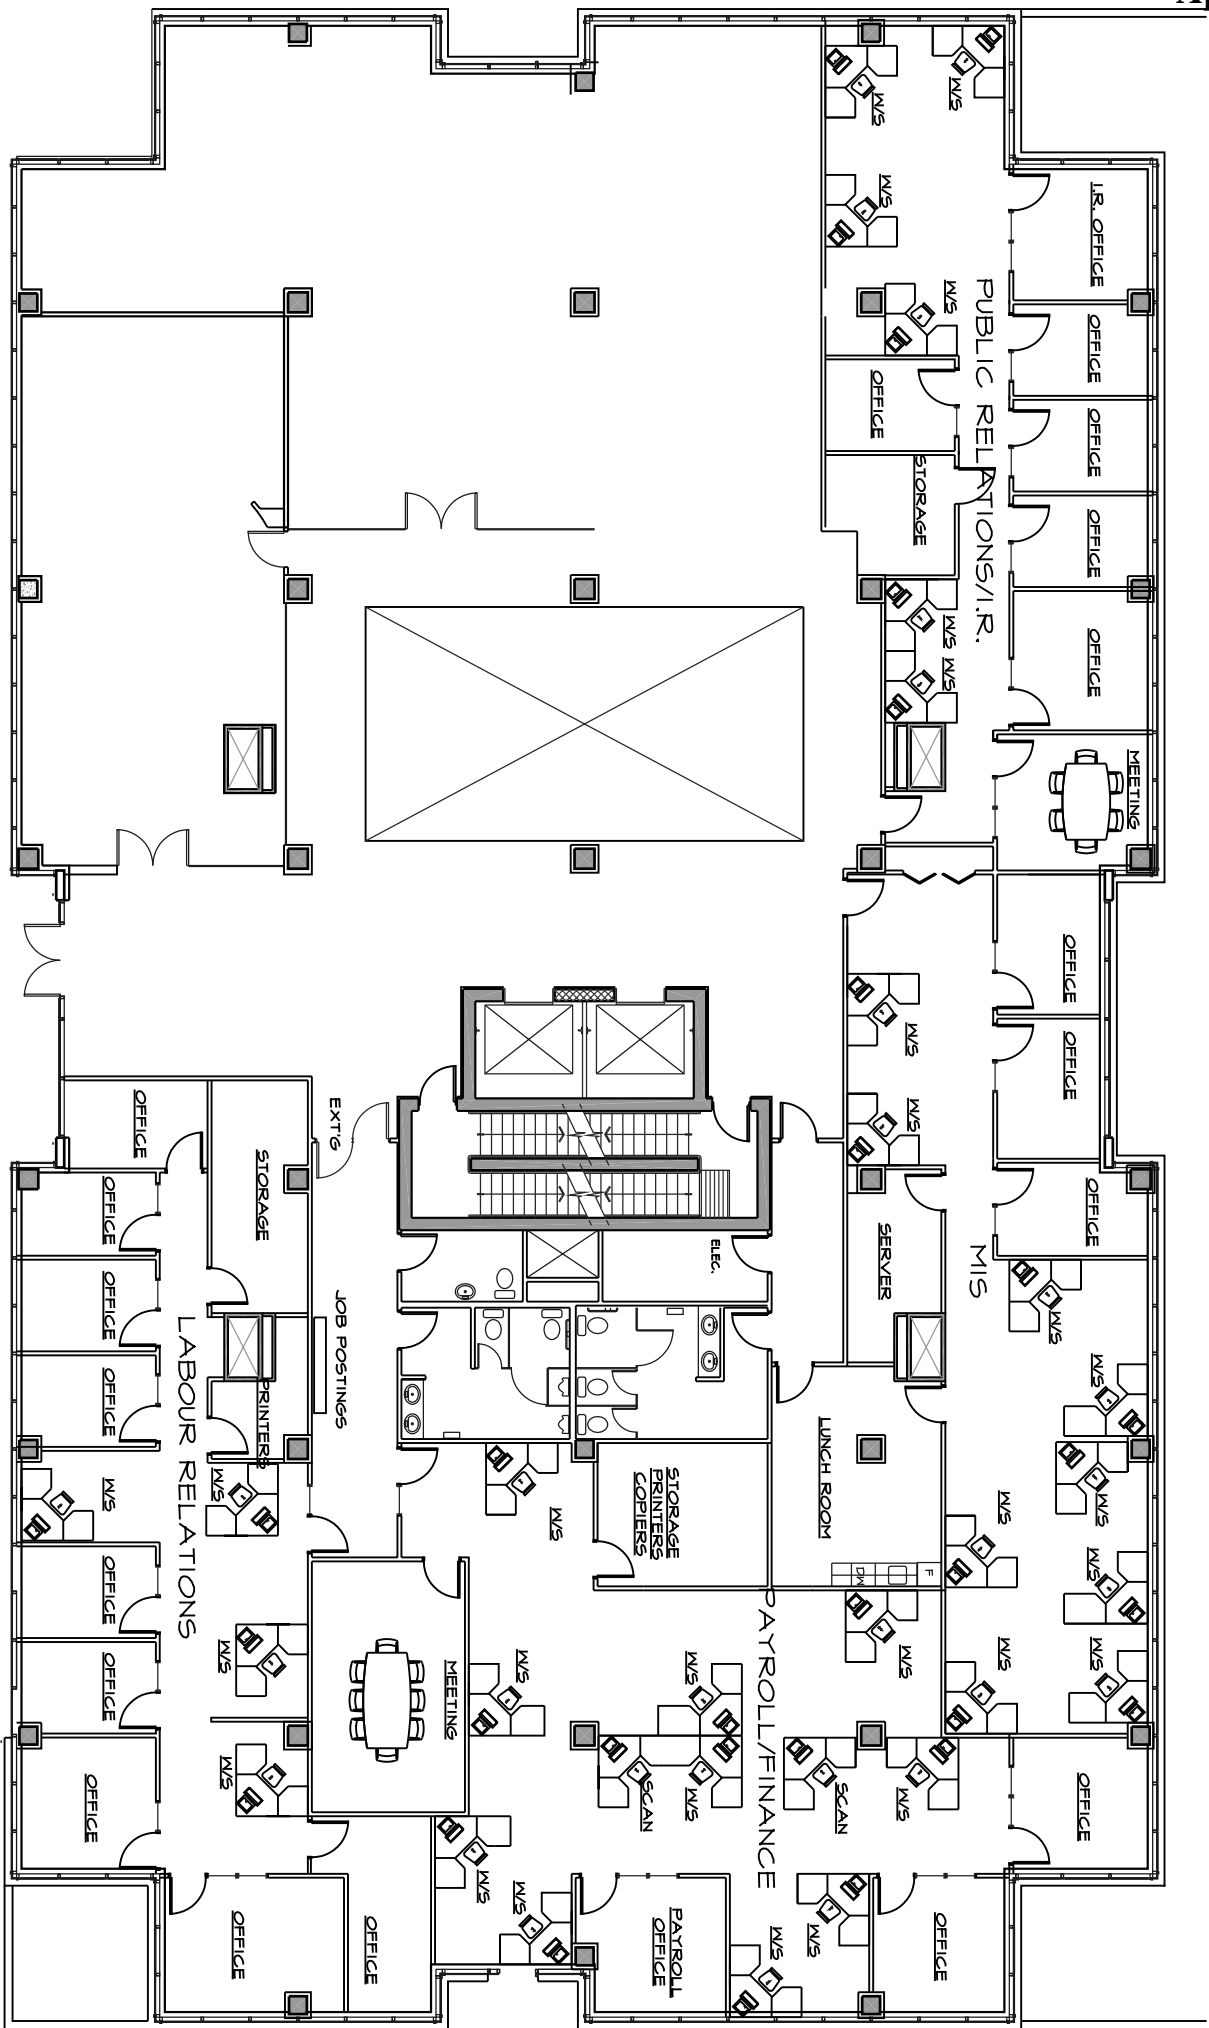 W/S
W/S
W/S
I.R. OFFICE
W/S
PUBLIC RELATIONS/I.R.
OFFICE
OFFICE
OFFICE
STORAGE
OFFICE
OFFICE
W/S
W/S
MEETING
OFFICE
W/S
OFFICE
W/S
OFFICE
EXT'G
STORAGE
OFFICE
OFFICE
SERVER
ELEC.
MIS
OFFICE
W/S
JOB POSTINGS
LABOUR RELATIONS
PRINTERS
OFFICE
W/S
LUNCH ROOM
W/S
W/S
W/S
W/S
STORAGE
PRINTERS
COPIERS
W/S
W/S
OFFICE
DW
F
PAYROLL/FINANCE
OFFICE
W/S
W/S
MEETING
W/S
W/S
W/S
W/S
OFFICE
W/S
W/S
SCAN
SCAN
W/S
OFFICE
W/S
OFFICE
OFFICE
W/S
PAYROLL
OFFICE
W/S
W/S
OFFICE